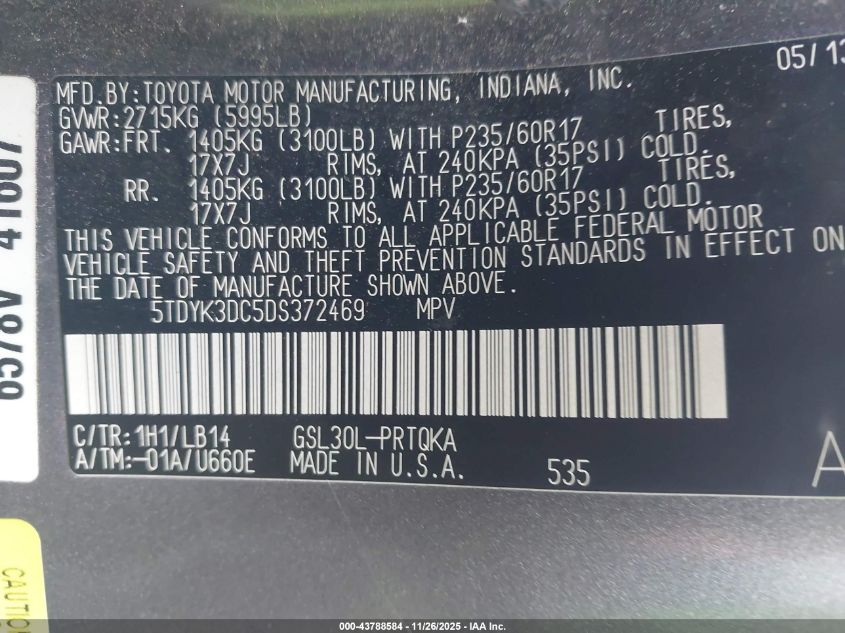 05/13
MFD.BY:TOYOTA MOTOR MANUFACTURING, INDIANA, INC.
GVWR:2715KG (5995LB)
GAWR:FRT. 1405KG (3100LB) WITH P235/60R17 TIRES,
17X7J RIMS, AT 240KPA (35PSI) COLD.
RR. 1405KG (3100LB) WITH P235/60R17 TIRES,
17X7J RIMS, AT 240KPA (35PSI) COLD.
THIS VEHICLE CONFORMS TO ALL APPLICABLE FEDERAL MOTOR
VEHICLE SAFETY AND THEFT PREVENTION STANDARDS IN EFFECT ON
THE DATE OF MANUFACTURE SHOWN ABOVE.
5TDYK3DC5DS372469 MPV
C/TR:1H1/LB14 GSL30L-PRTQKA
A/TM:-01A/U660E MADE IN U.S.A. 535
A
6578V 41607
CAUTION
000-43788584 - 11/26/2025 - IAA Inc.